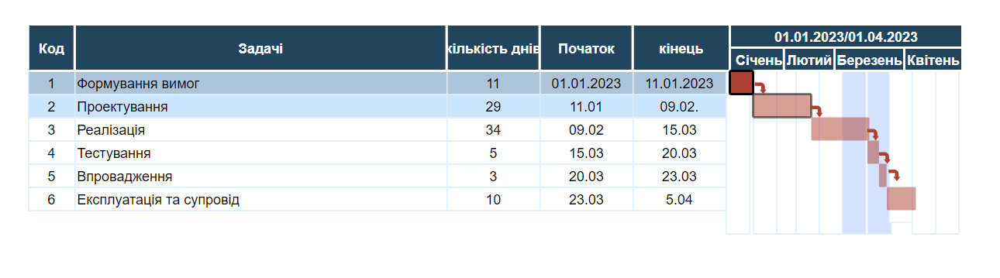 Код Задачі кількість днів Початок кінець 01.01.2023/01.04.2023
Січень Лютий Березень Квітень
1 Формування вимог 11 01.01.2023 11.01.2023
2 Проектування 29 11.01 09.02.
3 Реалізація 34 09.02 15.03
4 Тестування 5 15.03 20.03
5 Впровадження 3 20.03 23.03
6 Експлуатація та супровід 10 23.03 5.04